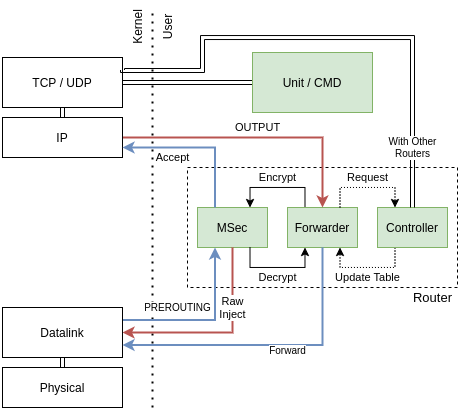 Kernel
User
TCP / UDP
Unit / CMD
IP
OUTPUT
Accept
With Other
Routers
Encrypt
Request
MSec
Forwarder
Controller
Decrypt
Update Table
Router
PREROUTING
Raw
Inject
Datalink
Forward
Physical